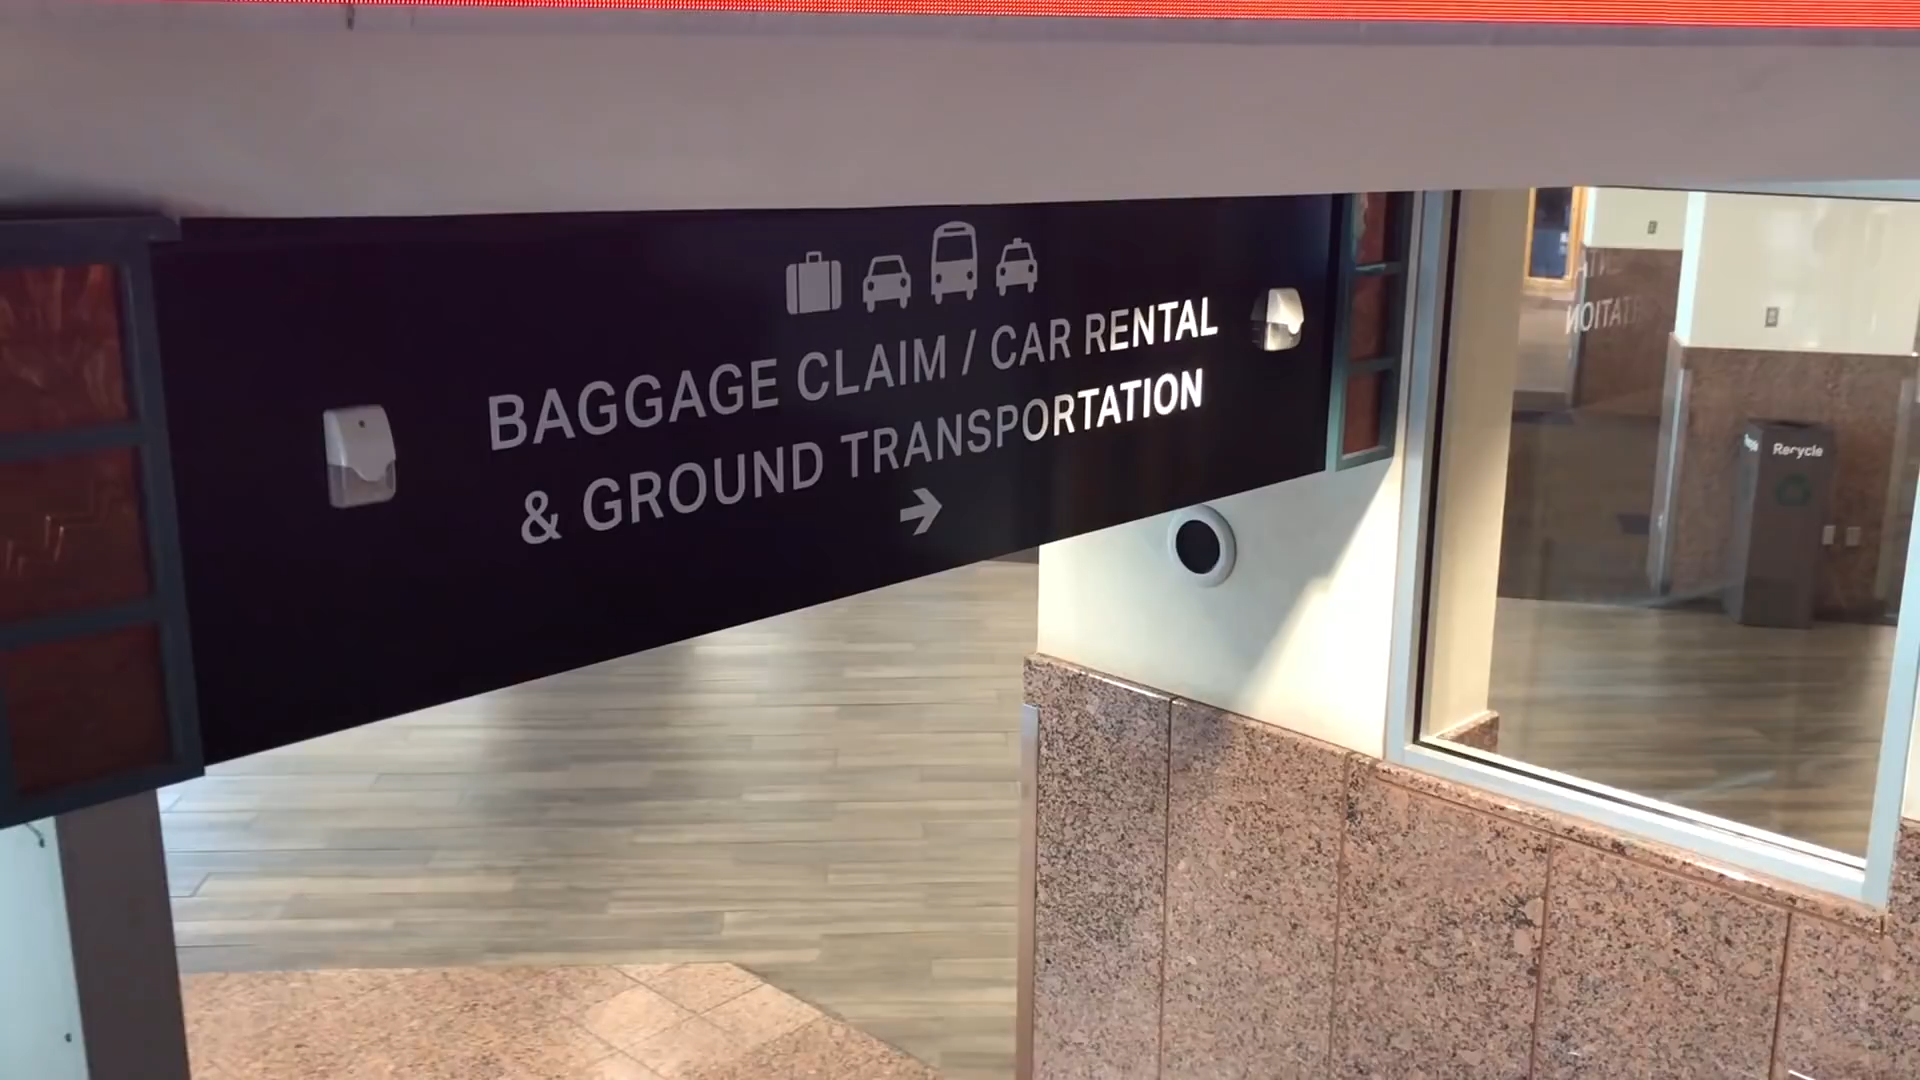 BAGGAGE CLAIM / CAR RENTAL
& GROUND TRANSPORTATION
Recycle